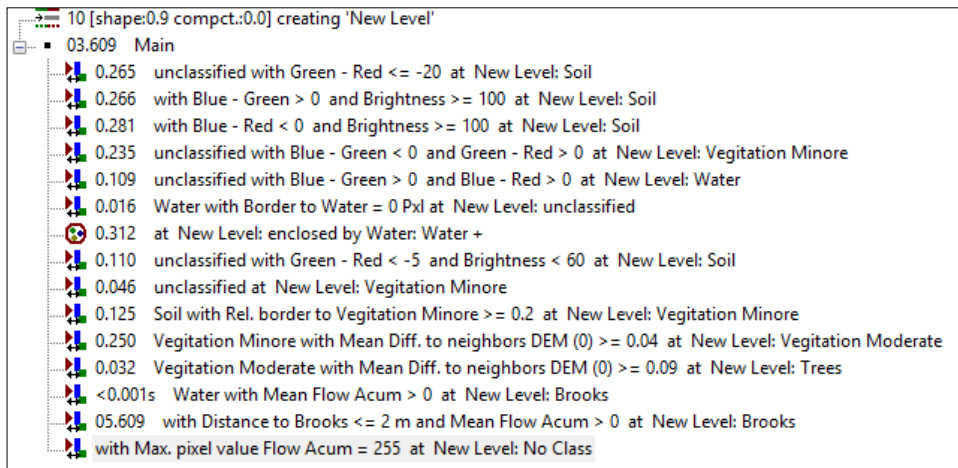 10 [shape:0.9 compct.:0.0] creating 'New Level'
03.609 Main
0.265 unclassified with Green - Red <= -20 at New Level: Soil
0.266 with Blue - Green > 0 and Brightness >= 100 at New Level: Soil
0.281 with Blue - Red < 0 and Brightness >= 100 at New Level: Soil
0.235 unclassified with Blue - Green < 0 and Green - Red > 0 at New Level: Vegitation Minore
0.109 unclassified with Blue - Green > 0 and Blue - Red > 0 at New Level: Water
0.016 Water with Border to Water = 0 Pxl at New Level: unclassified
0.312 at New Level: enclosed by Water: Water +
0.110 unclassified with Green - Red < -5 and Brightness < 60 at New Level: Soil
0.046 unclassified at New Level: Vegitation Minore
0.125 Soil with Rel. border to Vegitation Minore >= 0.2 at New Level: Vegitation Minore
0.250 Vegitation Minore with Mean Diff. to neighbors DEM (0) >= 0.04 at New Level: Vegitation Moderate
0.032 Vegitation Moderate with Mean Diff. to neighbors DEM (0) >= 0.09 at New Level: Trees
<0.001s Water with Mean Flow Acum > 0 at New Level: Brooks
05.609 with Distance to Brooks <= 2 m and Mean Flow Acum > 0 at New Level: Brooks
with Max. pixel value Flow Acum = 255 at New Level: No Class